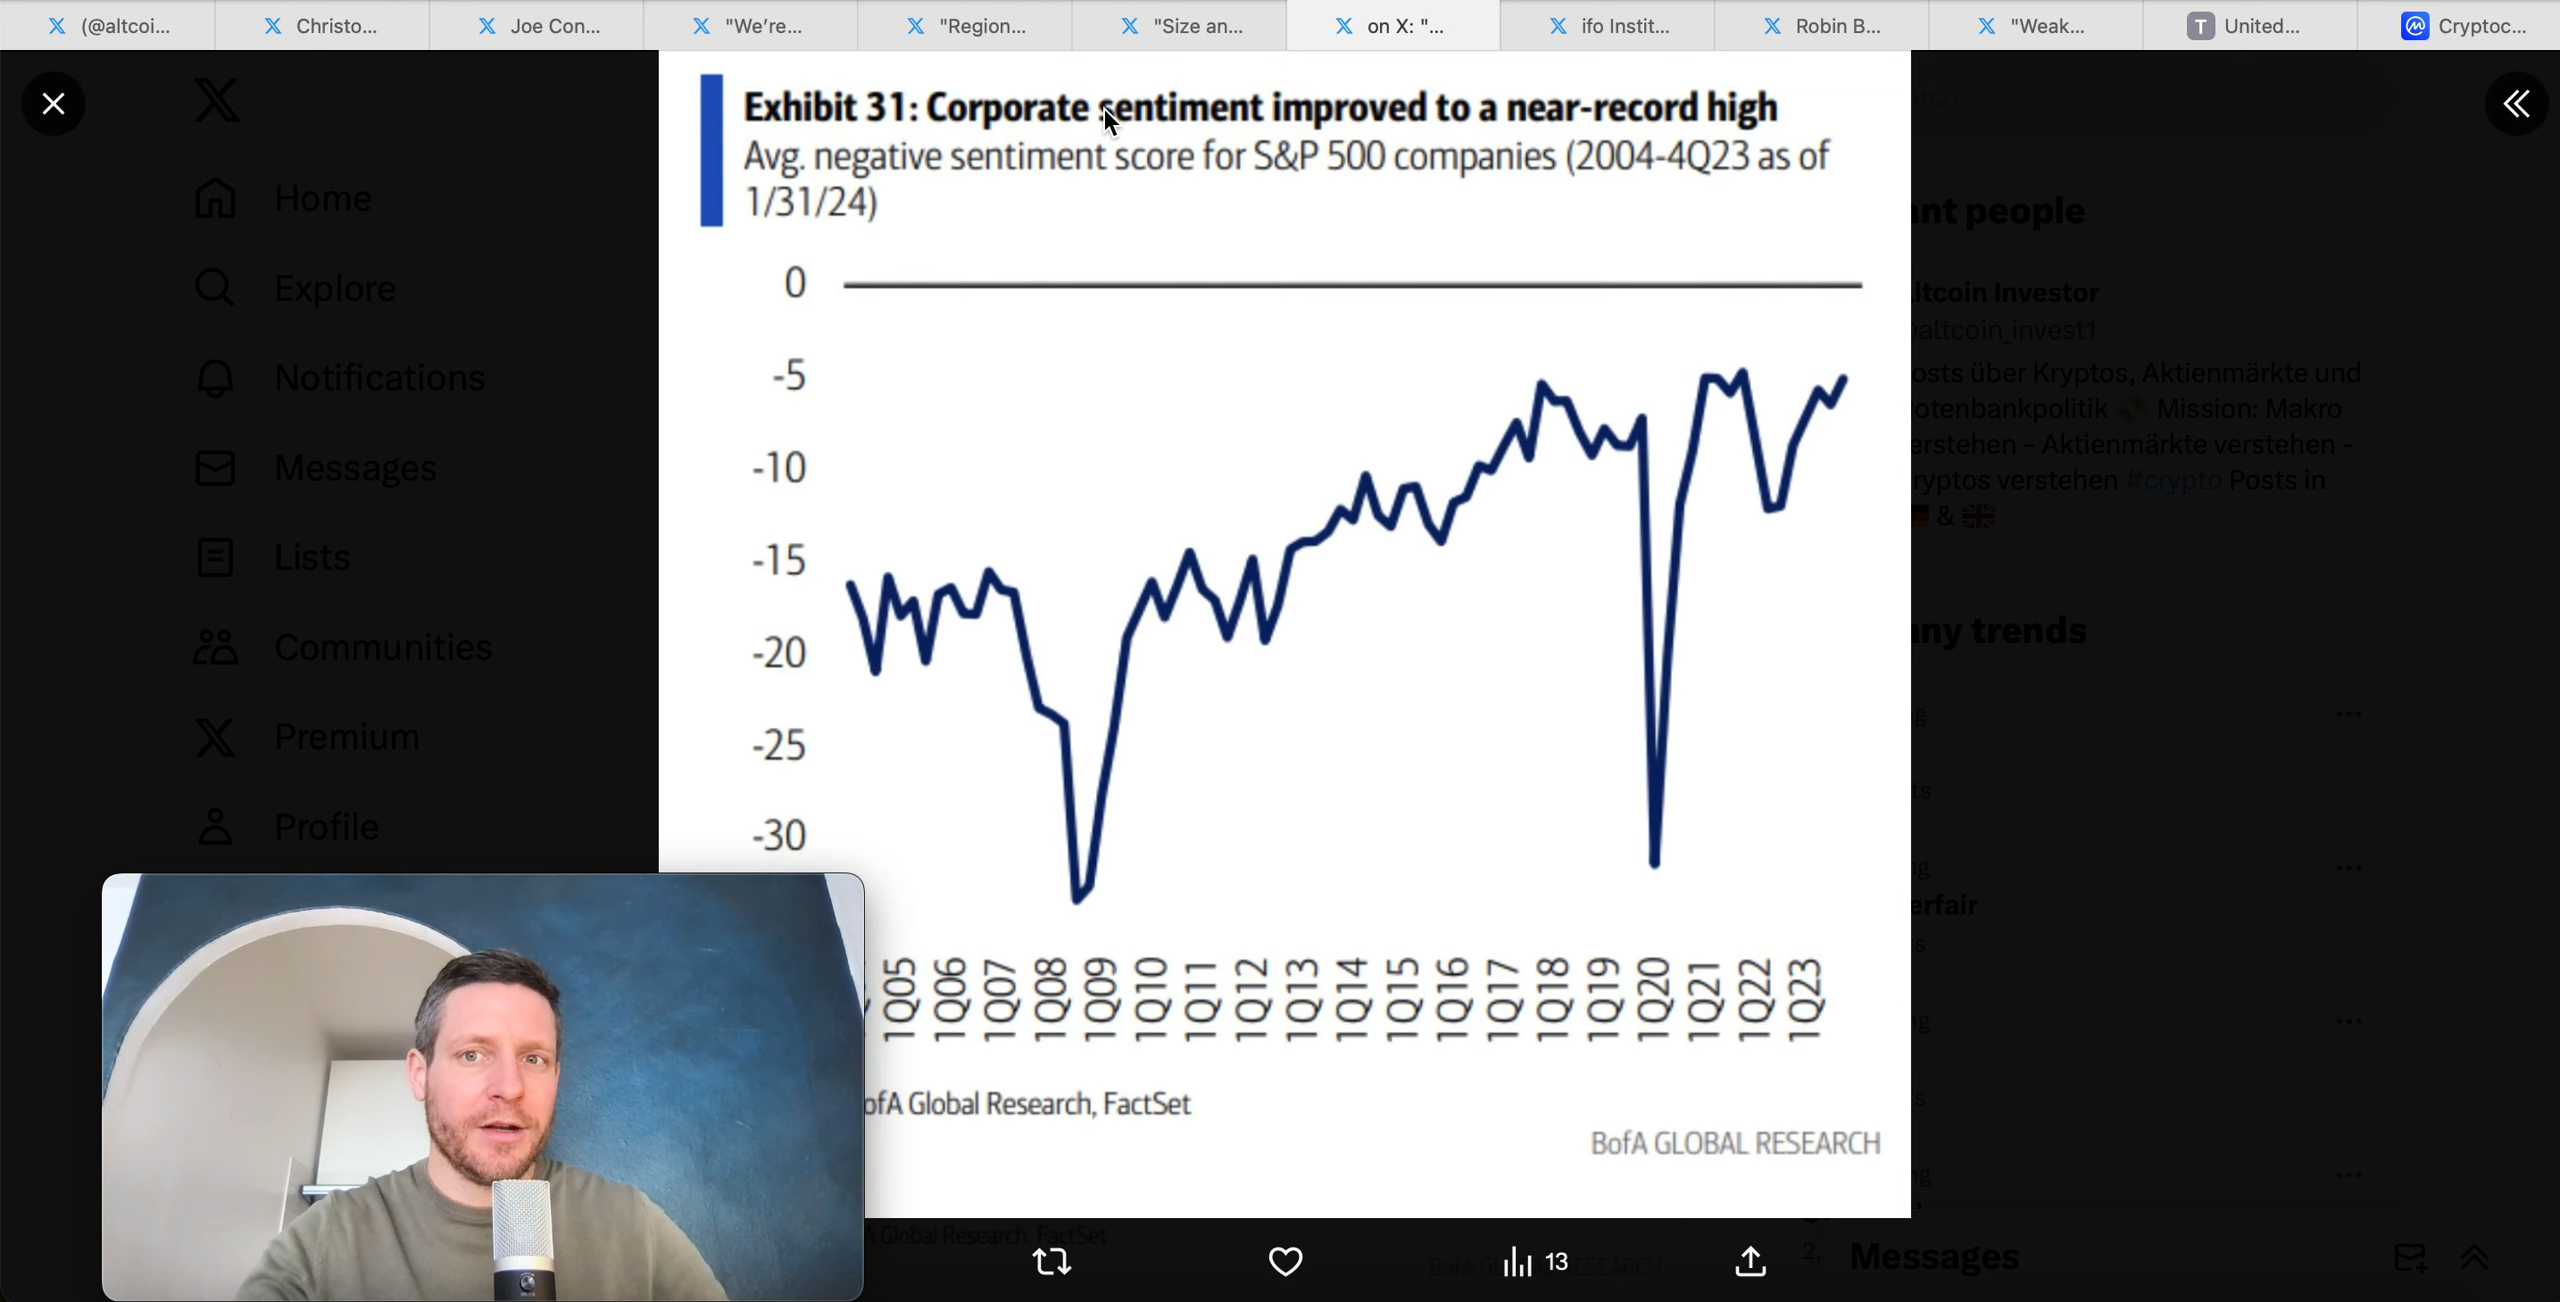 (@altcoi...
Christo...
Joe Con...
"We're...
"Region...
"Size an...
on X: "...
ifo Instit...
Robin B...
"Weak...
T United...
Cryptoc...
Home
Explore
Notifications
Messages
Lists
Communities
Premium
Profile
Exhibit 31: Corporate sentiment improved to a near-record high
Avg. negative sentiment score for S&P 500 companies (2004-4Q23 as of
1/31/24)
0
-5
-10
-15
-20
-25
-30
1Q05
1Q06
1Q07
1Q08
1Q09
1Q10
1Q11
1Q12
1Q13
1Q14
1Q15
1Q16
1Q17
1Q18
1Q19
1Q20
1Q21
1Q22
1Q23
ofA Global Research, FactSet
BofA GLOBAL RESEARCH
rch
nt people
ltcoin Investor
altcoin_invest1
osts über Kryptos, Aktienmärkte und
otenbankpolitik Mission: Makro
erstehen - Aktienmärkte verstehen -
ryptos verstehen #crypto Posts in
&
ny trends
g
ts
g
erfair
s
g
s
g
A Global Research, FactSet
13
Messages